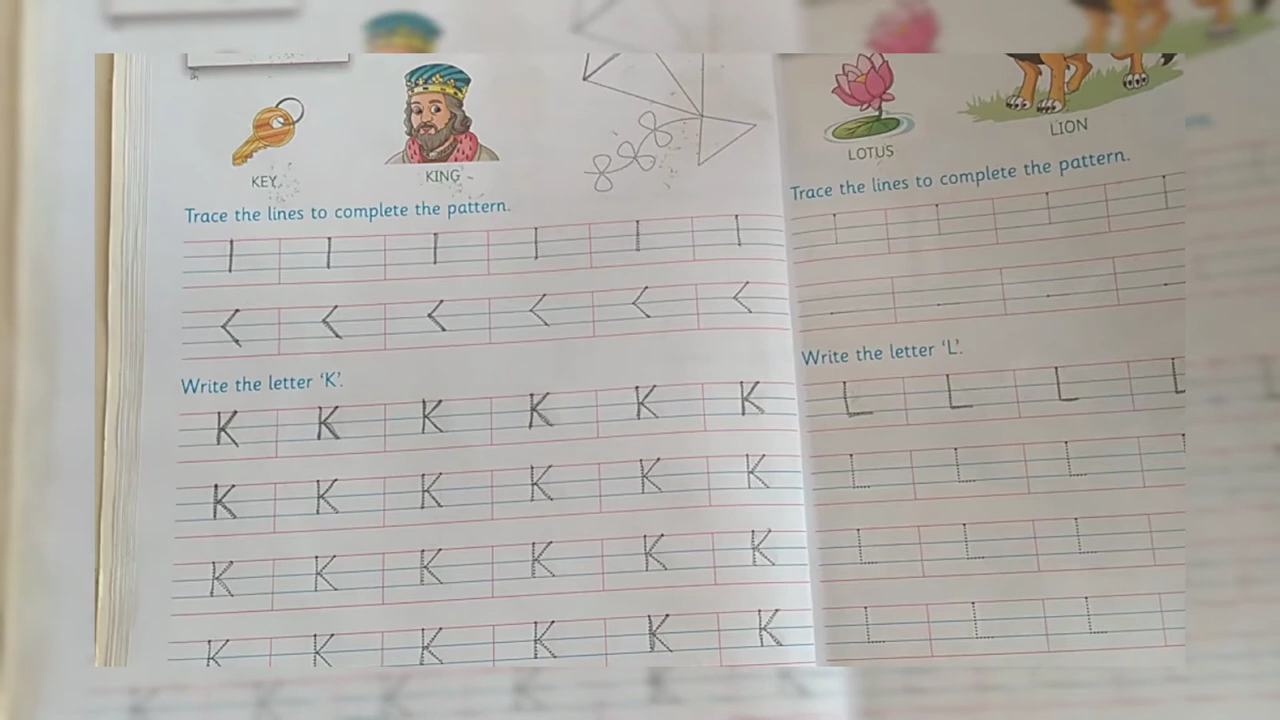 KEY
KING
Trace the lines to complete the pattern.
Write the letter ‘K’.
K K K K K K
K K K K K K
K K K K K K
K K K K K K
LOTUS
LION
Trace the lines to complete the pattern.
Write the letter ‘L’.
L L L L
L L L
L L L
L L L